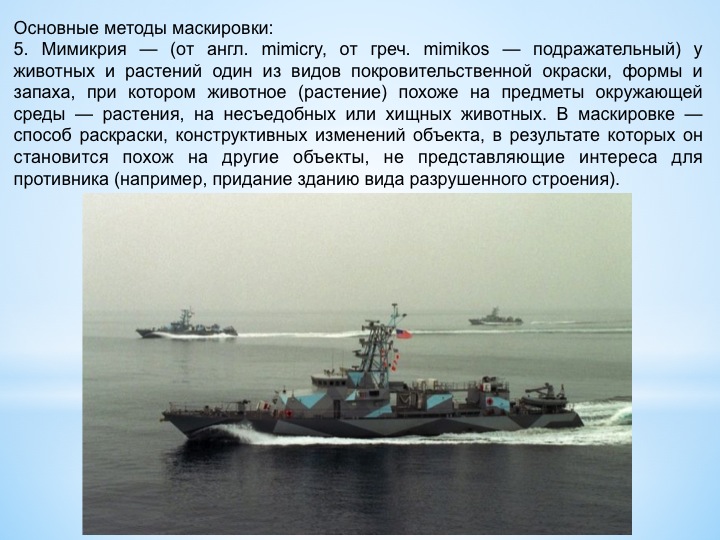 Основные методы маскировки:
5. Мимикрия — (от англ. mimicry, от греч. mimikos — подражательный) у
животных и растений один из видов покровительственной окраски, формы и
запаха, при котором животное (растение) похоже на предметы окружающей
среды — растения, на несъедобных или хищных животных. В маскировке —
способ раскраски, конструктивных изменений объекта, в результате которых он
становится похож на другие объекты, не представляющие интереса для
противника (например, придание зданию вида разрушенного строения).